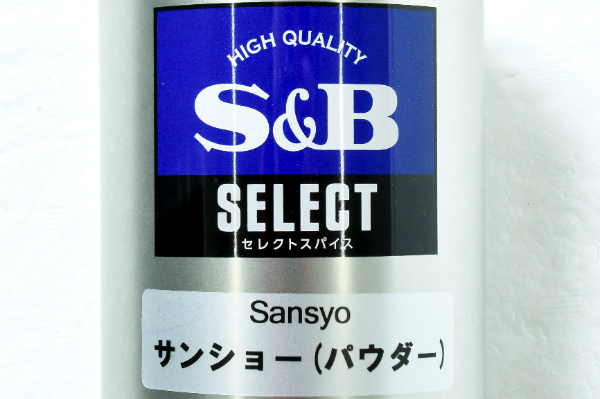 HIGH QUALITY
S&B
SELECT
セレクトスパイス
Sansyo
サンショー(パウダー)